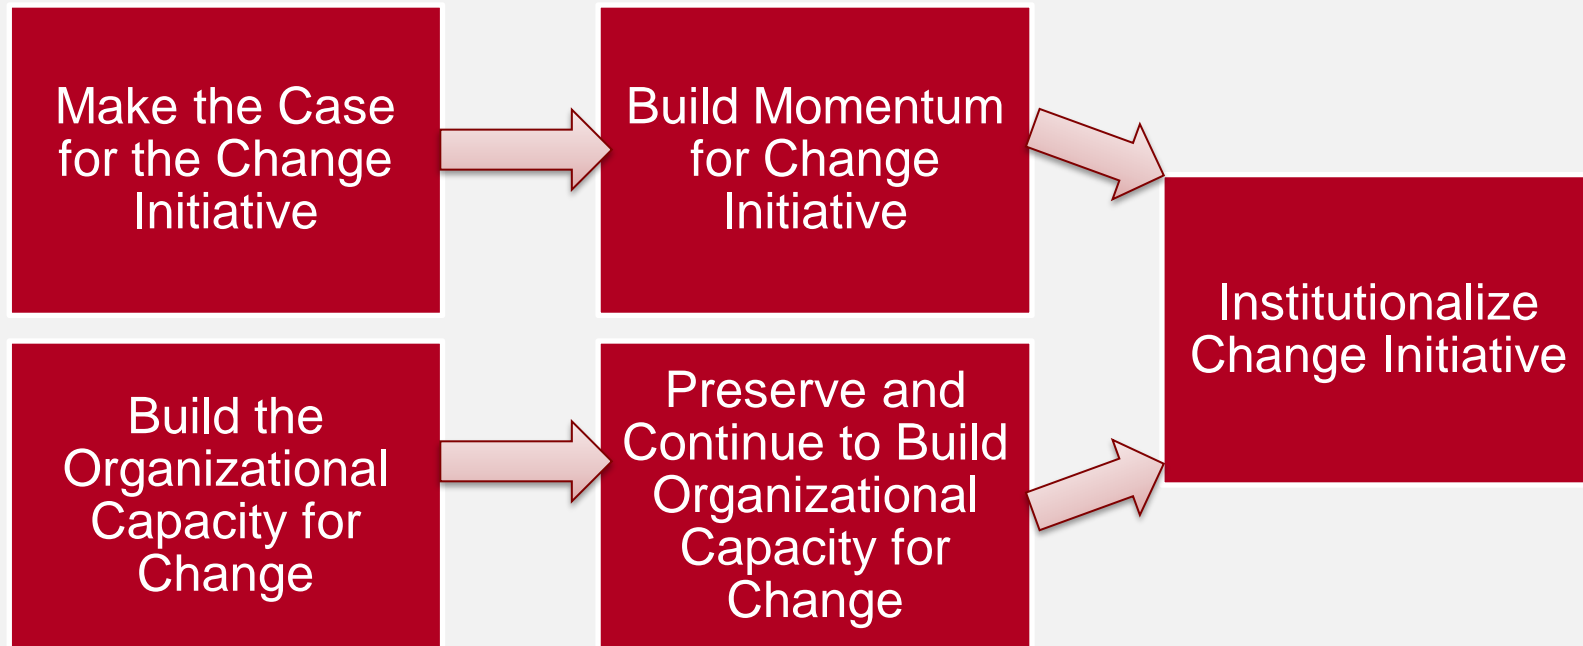 Make the Case
for the Change
Initiative
Build Momentum
for Change
Initiative
Build the
Organizational
Capacity for
Change
Preserve and
Continue to Build
Organizational
Capacity for
Change
Institutionalize
Change Initiative